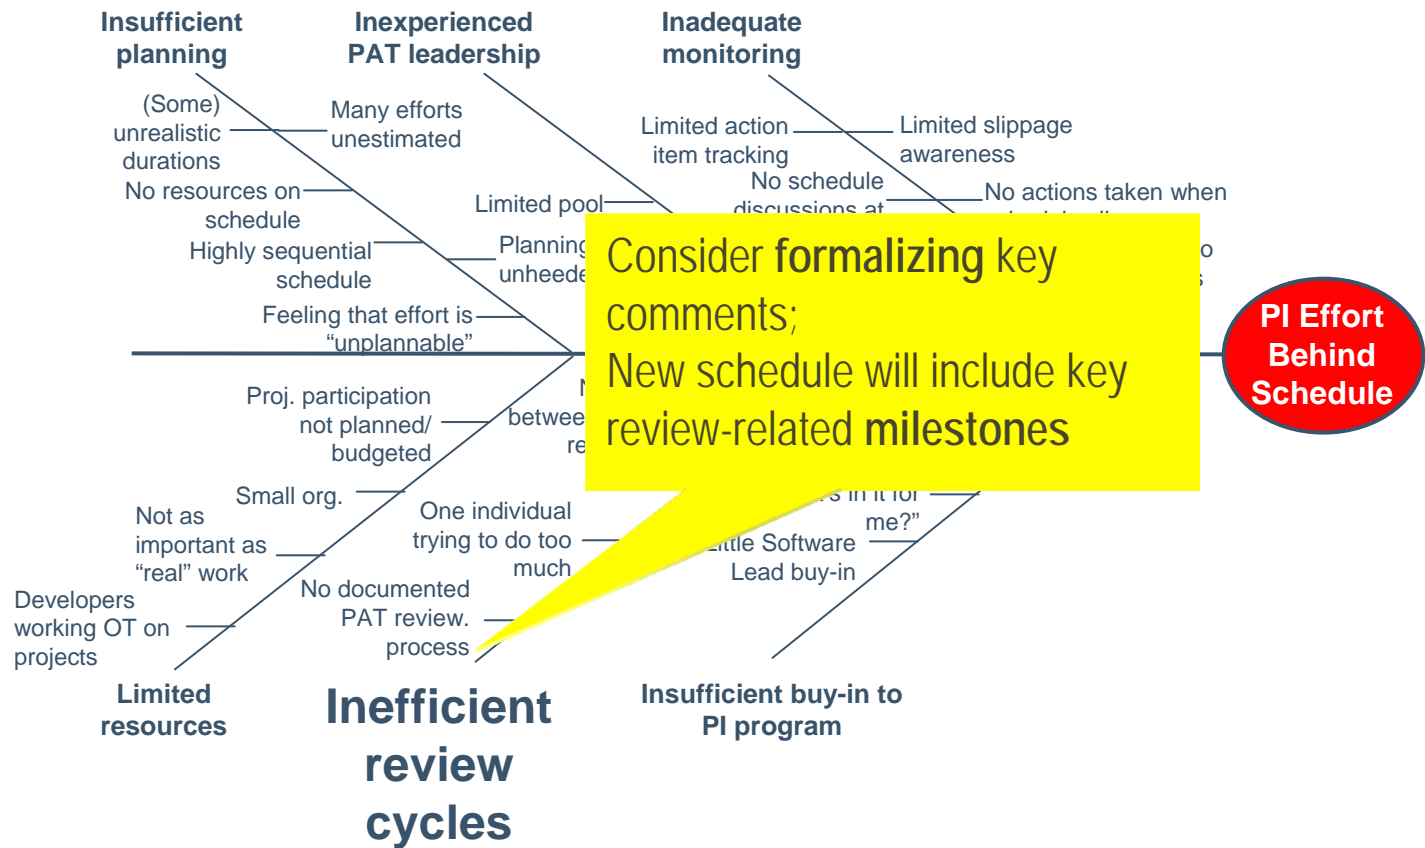 Insufficient
planning
Inexperienced
PAT leadership
Inadequate
monitoring
(Some)
unrealistic
durations
Many efforts
unestimated
No resources on
schedule
Highly sequential
schedule
Feeling that effort is
“unplannable”
Limited pool
Planning
Limited action
item tracking
Limited slippage
awareness
No schedule
discussions at
No actions taken when
Consider formalizing key
comments;
New schedule will include key
review-related milestones
PI Effort
Behind
Schedule
Proj. participation
not planned/
budgeted
Small org.
Not as
important as
“real” work
Developers
working OT on
projects
One individual
trying to do too
much
No documented
PAT review.
process
in it for
me?”
Little Software
Lead buy-in
Limited
resources
Inefficient
review
cycles
Insufficient buy-in to
PI program